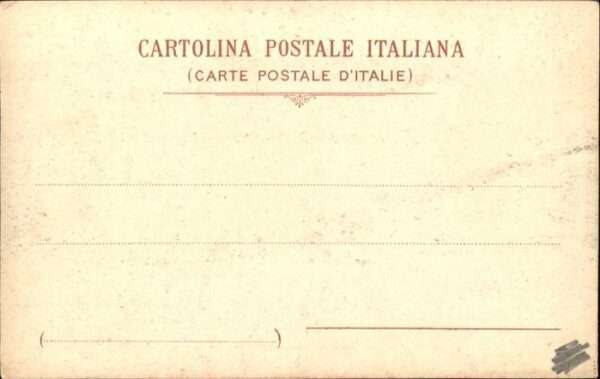 CARTOLINA POSTALE ITALIANA
(CARTE POSTALE D'ITALIE)
( )